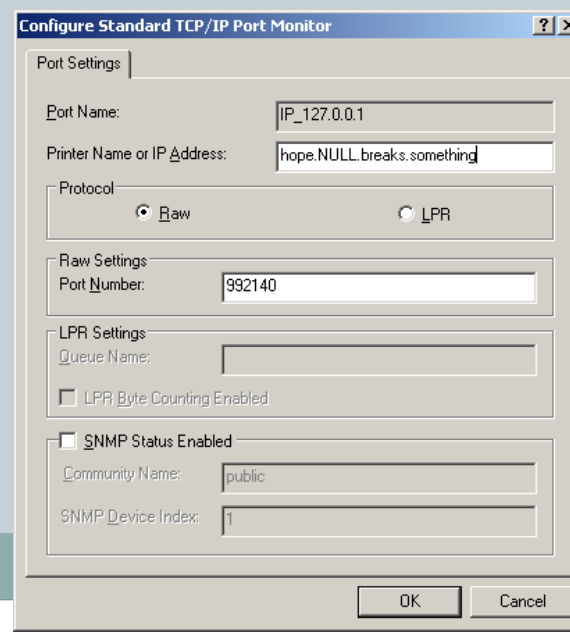 Configure Standard TCP/IP Port Monitor
Port Settings
Port Name: IP_127.0.0.1
Printer Name or IP Address: hope.NULL.breaks.something
Protocol
Raw LPR
Raw Settings
Port Number: 992140
LPR Settings
Queue Name:
LPR Byte Counting Enabled
SNMP Status Enabled
Community Name: public
SNMP Device Index: 1
OK Cancel